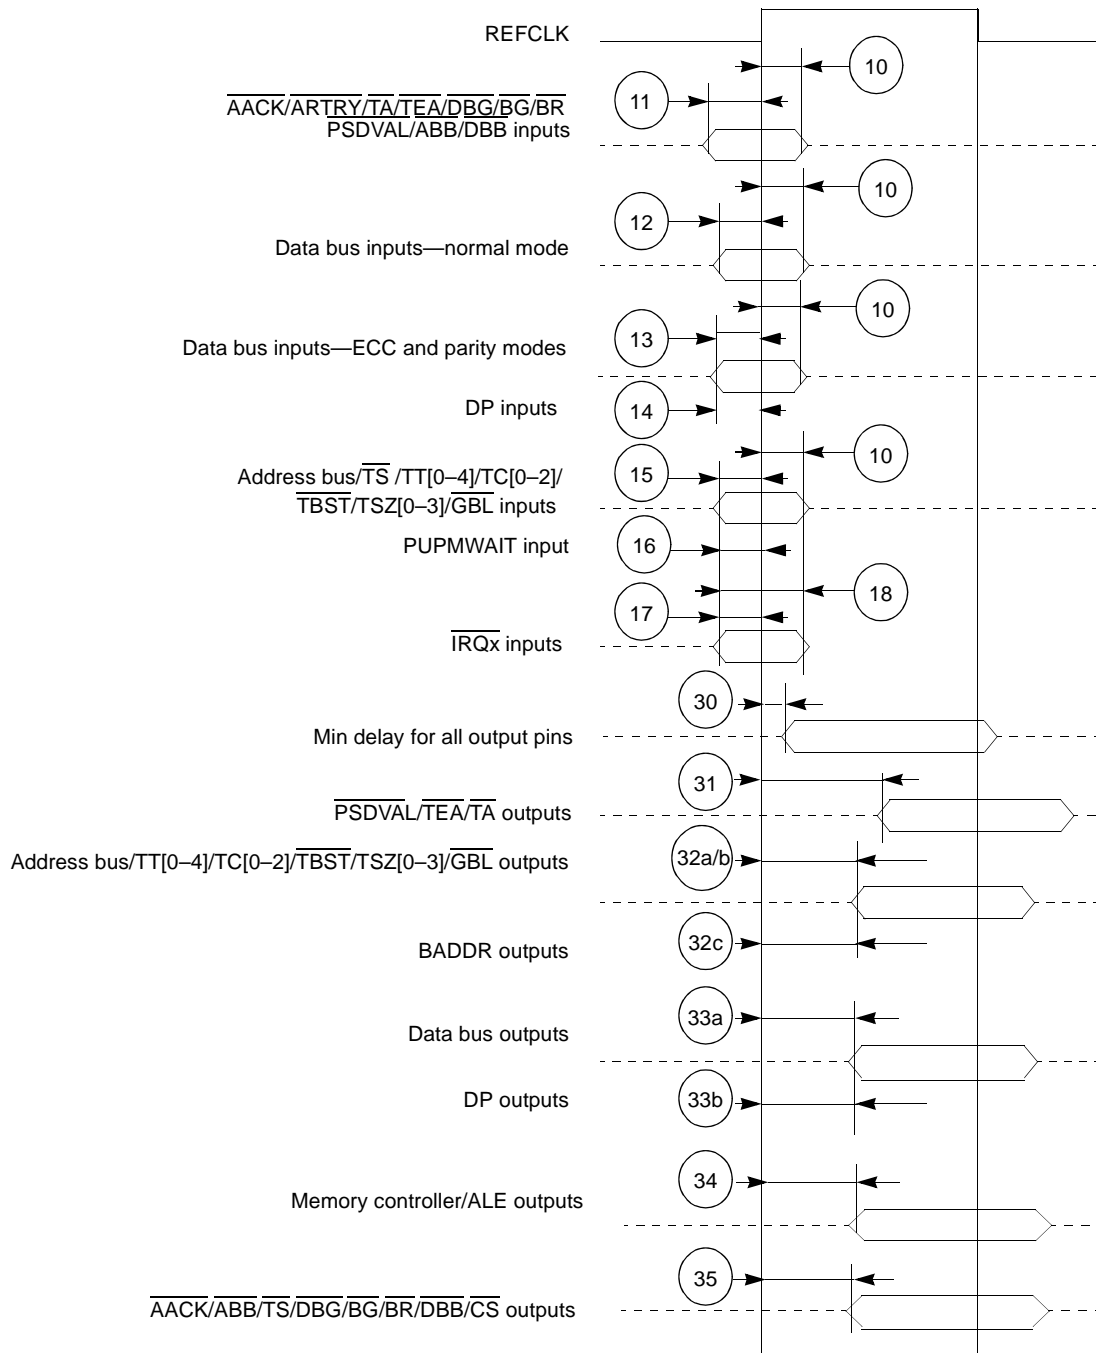 REFCLK
10
11
AACK/ARTRY/TA/TEA/DBG/BG/BR
PSDVAL/ABB/DBB inputs
10
12
Data bus inputs—normal mode
10
13
Data bus inputs—ECC and parity modes
DP inputs
14
10
15
Address bus/TS /TT[0–4]/TC[0–2]/
TBST/TSZ[0–3]/GBL inputs
PUPMWAIT input
16
18
17
IRQx inputs
30
Min delay for all output pins
31
PSDVAL/TEA/TA outputs
32a/b
Address bus/TT[0–4]/TC[0–2]/TBST/TSZ[0–3]/GBL outputs
32c
BADDR outputs
33a
Data bus outputs
DP outputs
33b
34
Memory controller/ALE outputs
35
AACK/ABB/TS/DBG/BG/BR/DBB/CS outputs